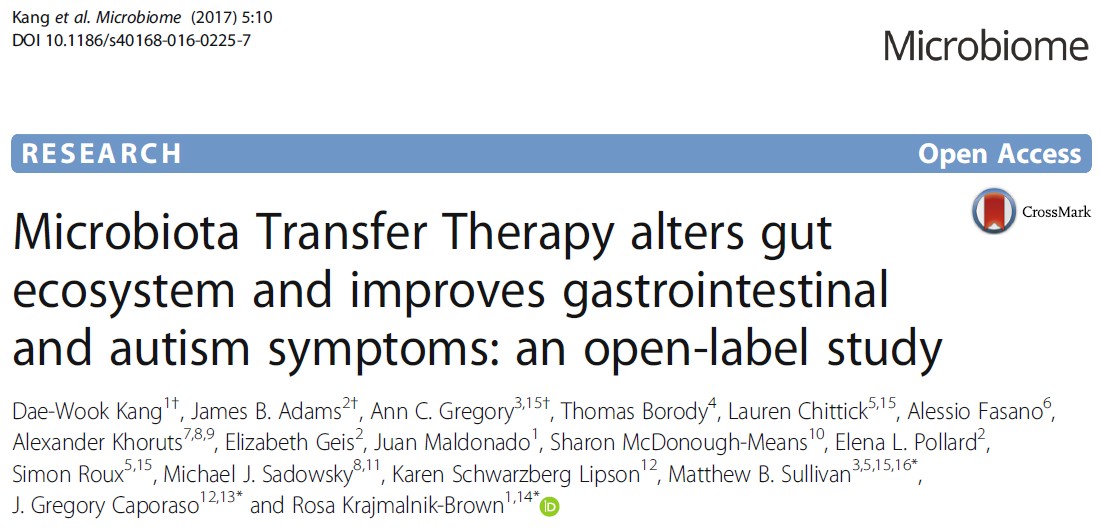 Kang et al. Microbiome (2017) 5:10
DOI 10.1186/s40168-016-0225-7
Microbiome
RESEARCH
Open Access
CrossMark
Microbiota Transfer Therapy alters gut
ecosystem and improves gastrointestinal
and autism symptoms: an open-label study
Dae-Wook Kang1†, James B. Adams2†, Ann C. Gregory3,15†, Thomas Borody4, Lauren Chittick5,15, Alessio Fasano6,
Alexander Khoruts7,8,9, Elizabeth Geis2, Juan Maldonado1, Sharon McDonough-Means10, Elena L. Pollard2,
Simon Roux5,15, Michael J. Sadowsky8,11, Karen Schwarzberg Lipson12, Matthew B. Sullivan3,5,15,16*,
J. Gregory Caporaso12,13* and Rosa Krajmalnik-Brown1,14* iD